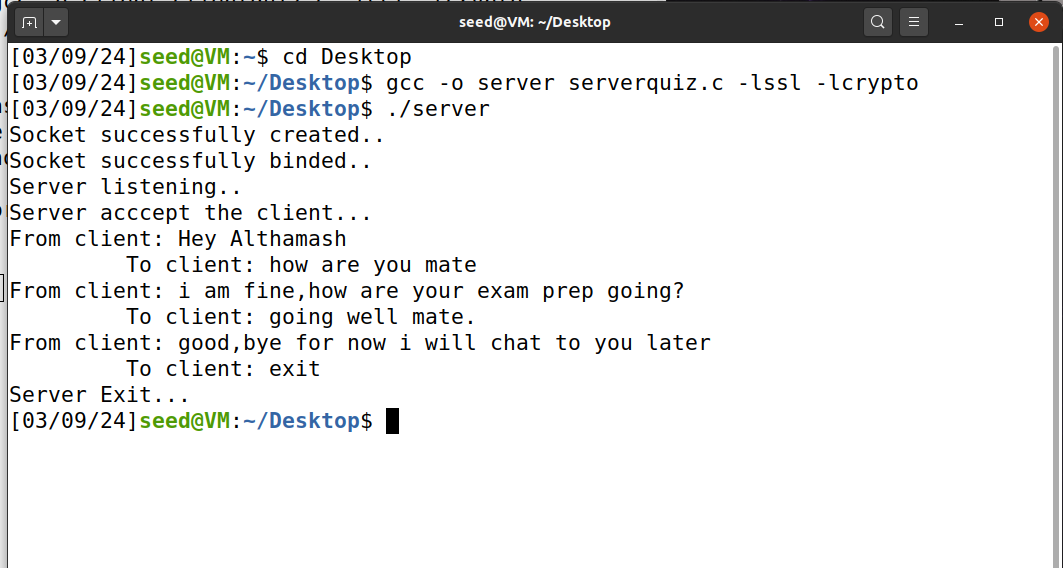 seed@VM: ~/Desktop
[03/09/24]seed@VM:~$ cd Desktop
[03/09/24]seed@VM:~/Desktop$ gcc -o server serverquiz.c -lssl -lcrypto
[03/09/24]seed@VM:~/Desktop$ ./server
Socket successfully created..
Socket successfully binded..
Server listening..
Server acccept the client...
From client: Hey Althamash
To client: how are you mate
From client: i am fine,how are your exam prep going?
To client: going well mate.
From client: good,bye for now i will chat to you later
To client: exit
Server Exit...
[03/09/24]seed@VM:~/Desktop$